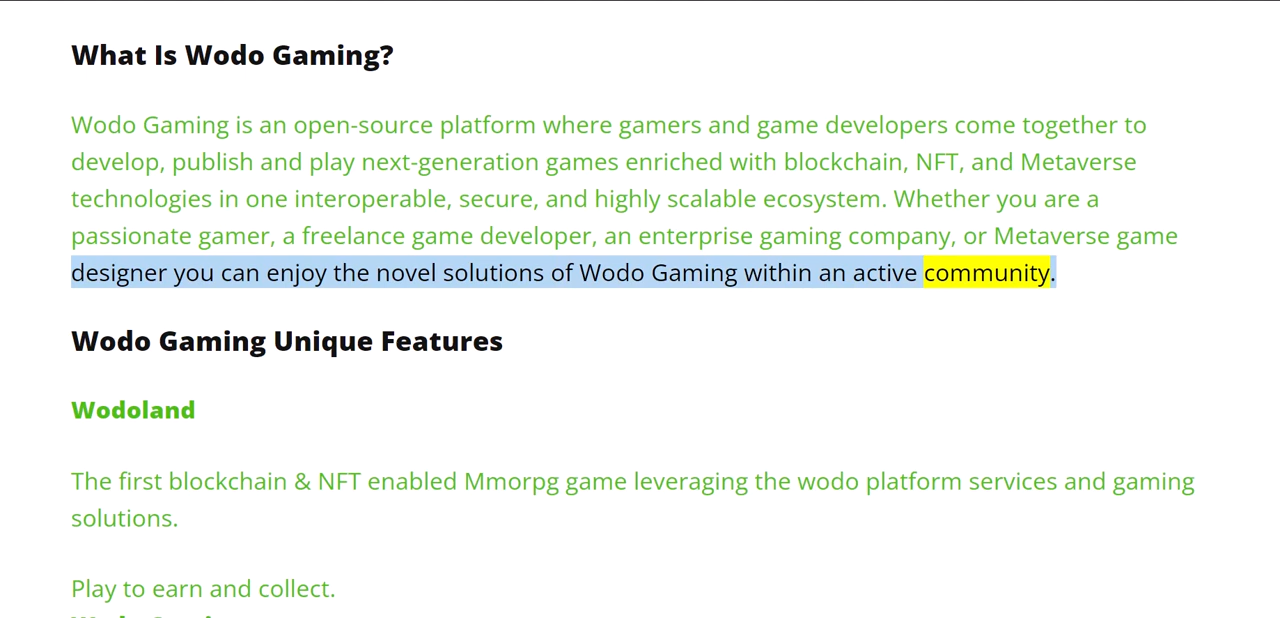 What Is Wodo Gaming?
Wodo Gaming is an open-source platform where gamers and game developers come together to
develop, publish and play next-generation games enriched with blockchain, NFT, and Metaverse
technologies in one interoperable, secure, and highly scalable ecosystem. Whether you are a
passionate gamer, a freelance game developer, an enterprise gaming company, or Metaverse game
designer you can enjoy the novel solutions of Wodo Gaming within an active community.
Wodo Gaming Unique Features
Wodoland
The first blockchain & NFT enabled Mmorpg game leveraging the wodo platform services and gaming
solutions.
Play to earn and collect.